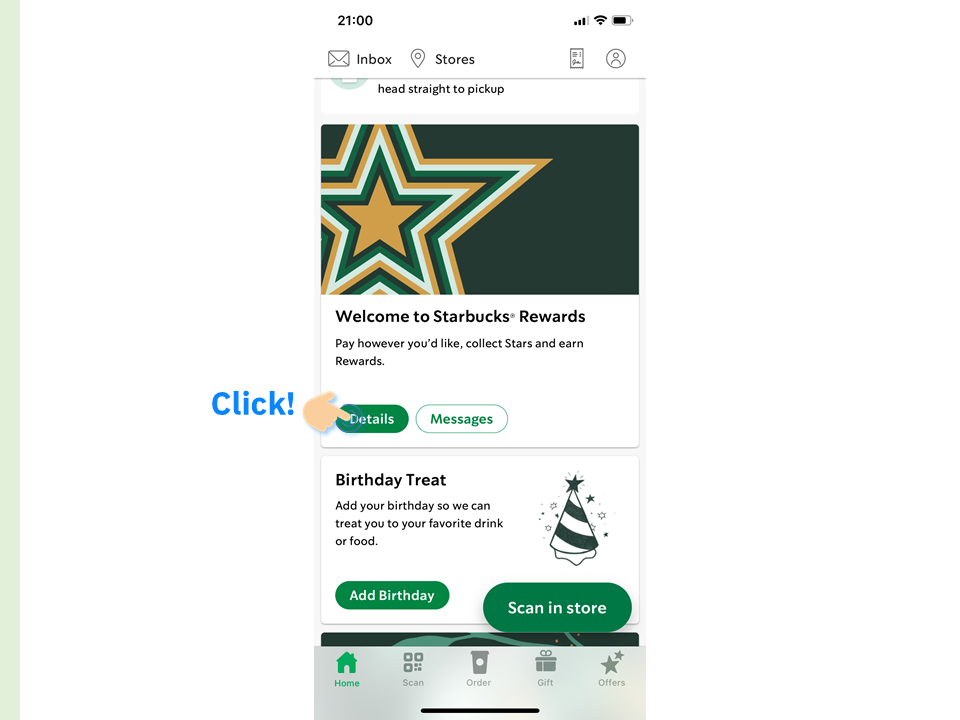 21:00
Inbox
Stores
head straight to pickup
Welcome to Starbucks® Rewards
Pay however you'd like, collect Stars and earn
Rewards.
Click!
Details
Messages
Birthday Treat
Add your birthday so we can
treat you to your favorite drink
or food.
Add Birthday
Scan in store
Home
Scan
Order
Gift
Offers